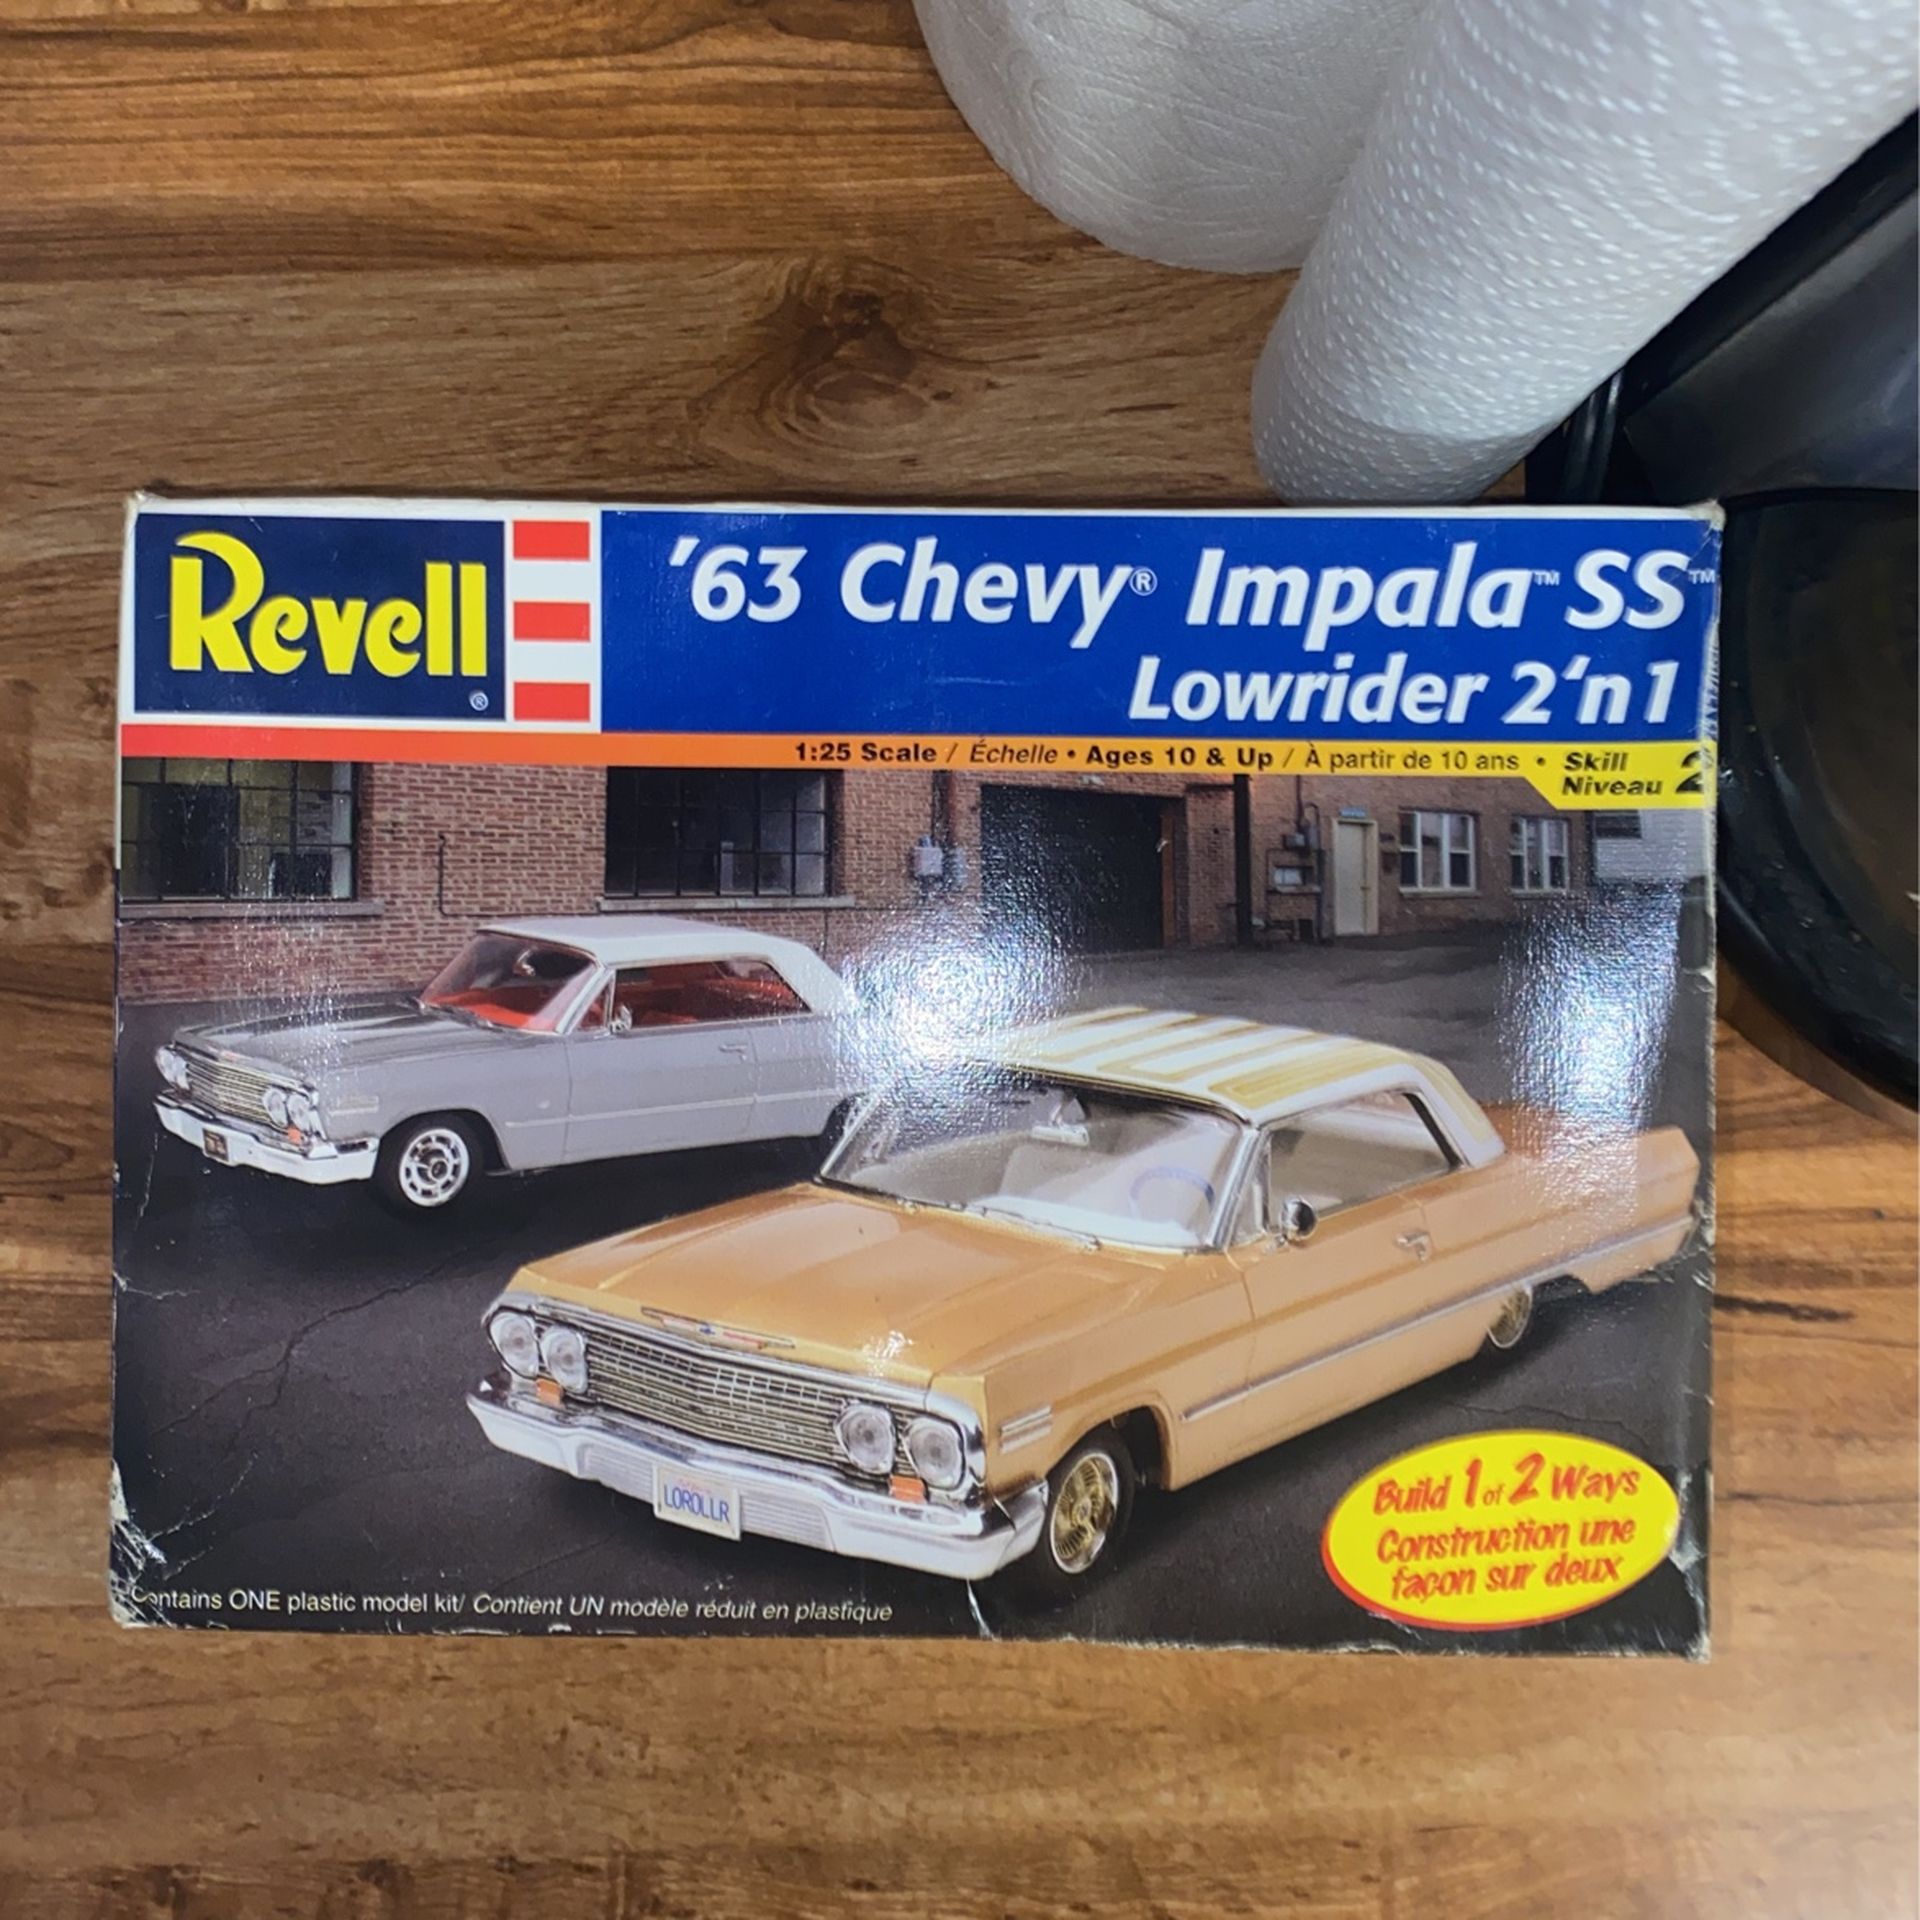 Revell®
'63 Chevy® Impala™ SS™
Lowrider 2'n1
1:25 Scale / Échelle • Ages 10 & Up / À partir de 10 ans • Skill 2
Niveau
LOROLLR
Build 1 of 2 Ways
Construction une
façon sur deux
Contains ONE plastic model kit/ Contient UN modèle réduit en plastique